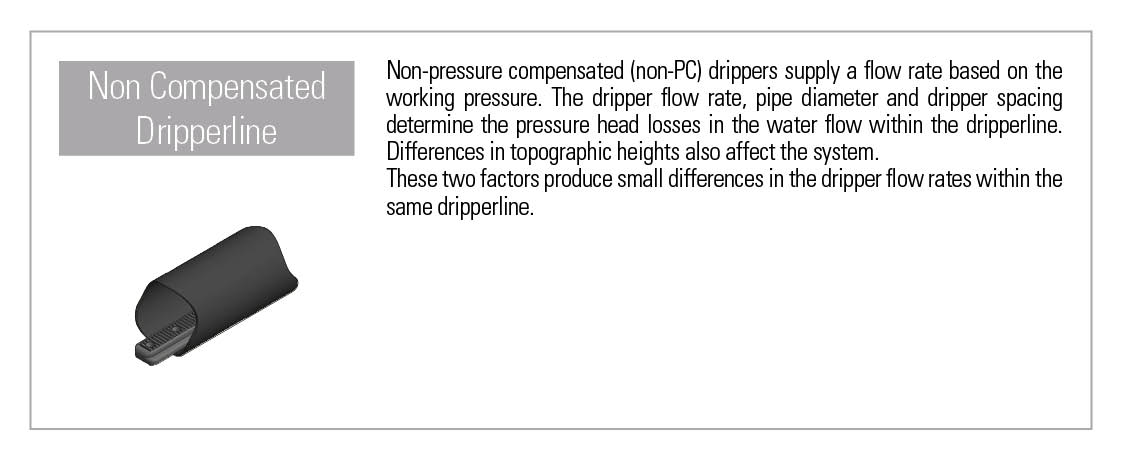 Non Compensated
Dripperline
Non-pressure compensated (non-PC) drippers supply a flow rate based on the
working pressure. The dripper flow rate, pipe diameter and dripper spacing
determine the pressure head losses in the water flow within the dripperline.
Differences in topographic heights also affect the system.
These two factors produce small differences in the dripper flow rates within the
same dripperline.